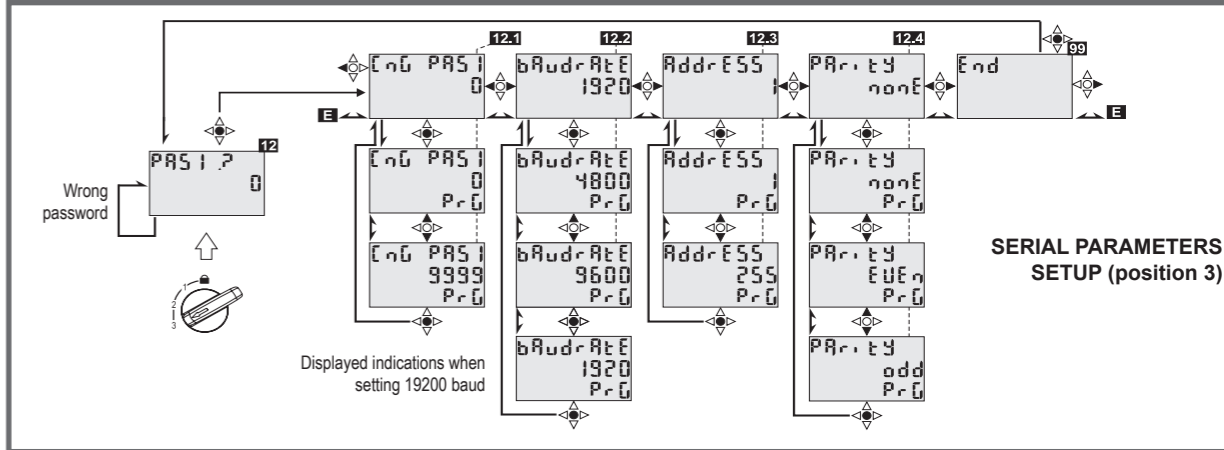 12.1
12.2
12.3
12.4
99
CnG PAS1
0
bAudrAtE
1920
AddrESS
1
PAritY
nonE
End
E
E
12
PAS1 .?
0
Wrong
password
CnG PAS1
0
PrG
bAudrAtE
4800
PrG
AddrESS
1
PrG
PAritY
nonE
PrG
CnG PAS1
9999
PrG
bAudrAtE
9600
PrG
AddrESS
255
PrG
PAritY
EVEn
PrG
bAudrAtE
1920
PrG
PAritY
odd
PrG
1
2
3
Displayed indications when
setting 19200 baud
SERIAL PARAMETERS
SETUP (position 3)